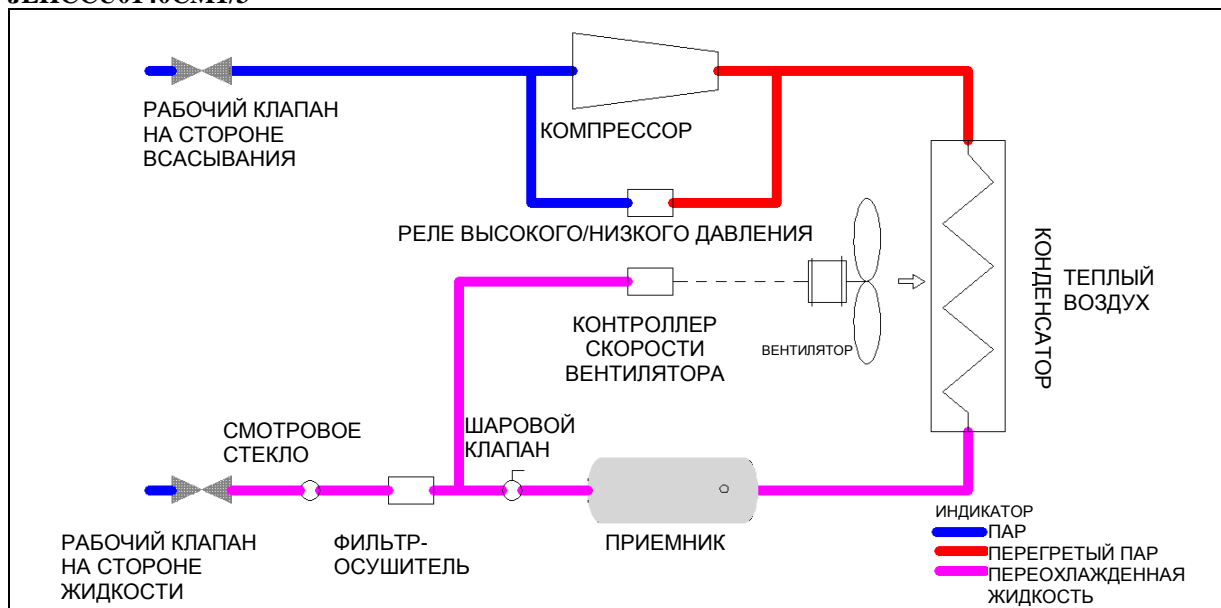 РАБОЧИЙ КЛАПАН
НА СТОРОНЕ
ВСАСЫВАНИЯ
КОМПРЕССОР
РЕЛЕ ВЫСОКОГО/НИЗКОГО ДАВЛЕНИЯ
КОНТРОЛЛЕР
СКОРОСТИ
ВЕНТИЛЯТОРА
ВЕНТИЛЯТОР
КОНДЕНСАТОР
ТЕПЛЫЙ
ВОЗДУХ
СМОТРОВОЕ
СТЕКЛО
ШАРОВОЙ
КЛАПАН
РАБОЧИЙ КЛАПАН
НА СТОРОНЕ
ЖИДКОСТИ
ФИЛЬТР-
ОСУШИТЕЛЬ
ПРИЕМНИК
ИНДИКАТОР
ПАР
ПЕРЕГРЕТЫЙ ПАР
ПЕРЕОХЛАЖДЕННАЯ
ЖИДКОСТЬ